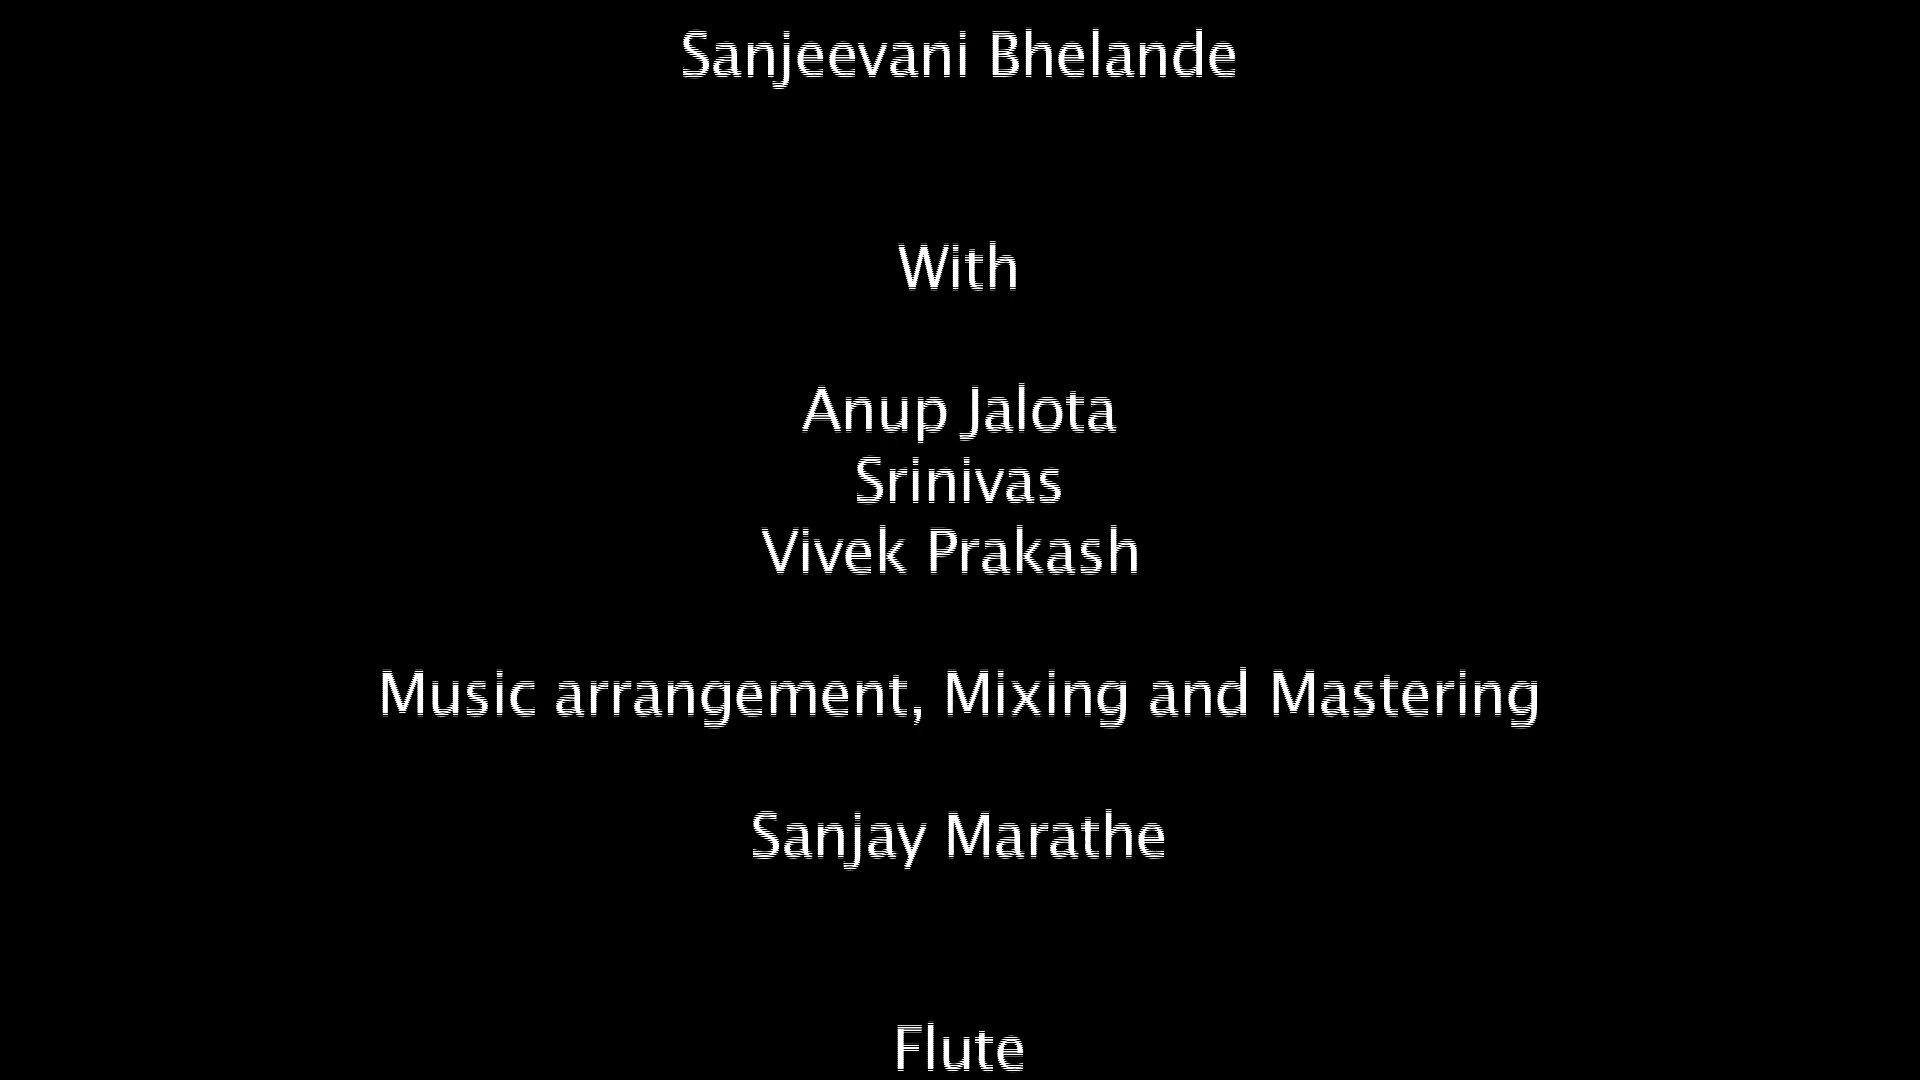 Sanjeevani Bhelande
With
Anup Jalota
Srinivas
Vivek Prakash
Music arrangement, Mixing and Mastering
Sanjay Marathe
Flute